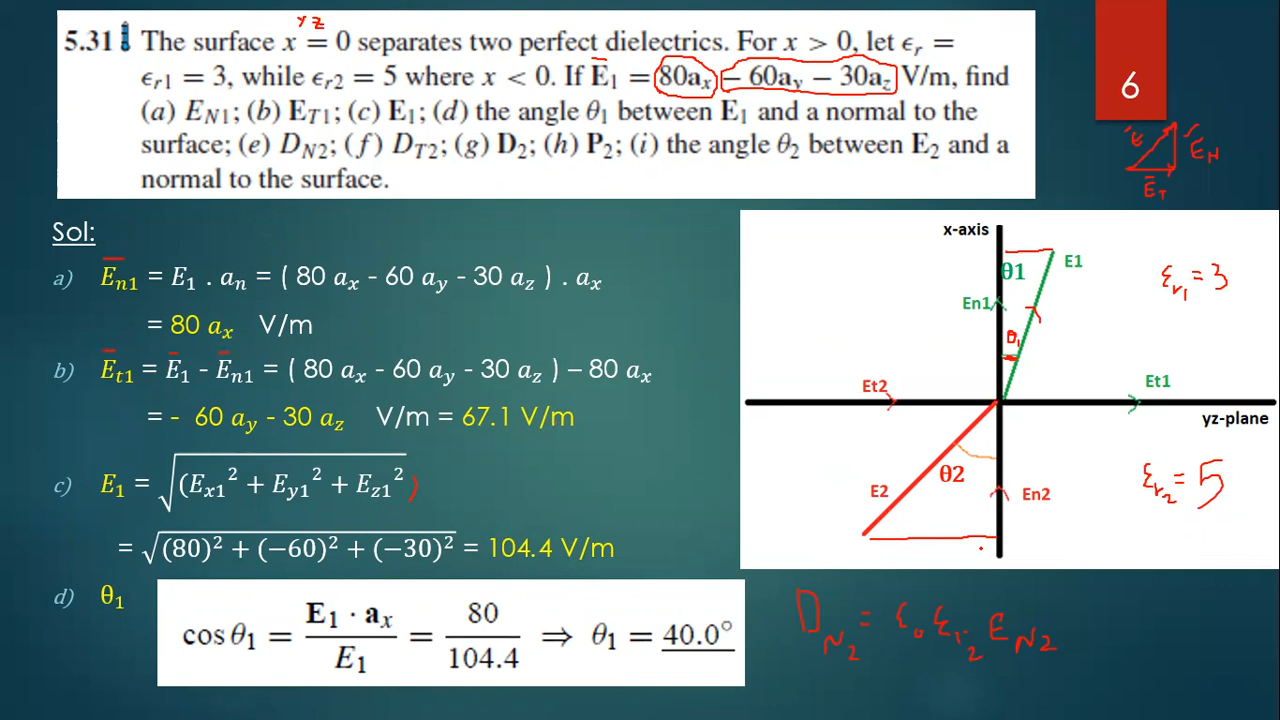 y z
5.31 The surface x = 0 separates two perfect dielectrics. For x > 0, let ϵr =
ϵr1 = 3, while ϵr2 = 5 where x < 0. If E1 = 80ax − 60ay − 30az V/m, find
(a) EN1; (b) ET1; (c) E1; (d) the angle θ1 between E1 and a normal to the
surface; (e) DN2; (f) DT2; (g) D2; (h) P2; (i) the angle θ2 between E2 and a
normal to the surface.
6
E
EN
ET
Sol:
a) En1 = E1 . an = ( 80 ax - 60 ay - 30 az ) . ax
= 80 ax V/m
b) Et1 = E1 - En1 = ( 80 ax - 60 ay - 30 az ) – 80 ax
= - 60 ay - 30 az V/m = 67.1 V/m
c) E1 = √(Ex1² + Ey1² + Ez1²)
= √(80)² + (−60)² + (−30)² = 104.4 V/m
d) θ1
cos θ1 = E1 · ax / E1 = 80 / 104.4 ⇒ θ1 = 40.0°
x-axis
θ1
E1
εr1 = 3
En1
θ1
Et2
Et1
yz-plane
θ2
E2
En2
εr2 = 5
DN2 = ε0 εr2 EN2